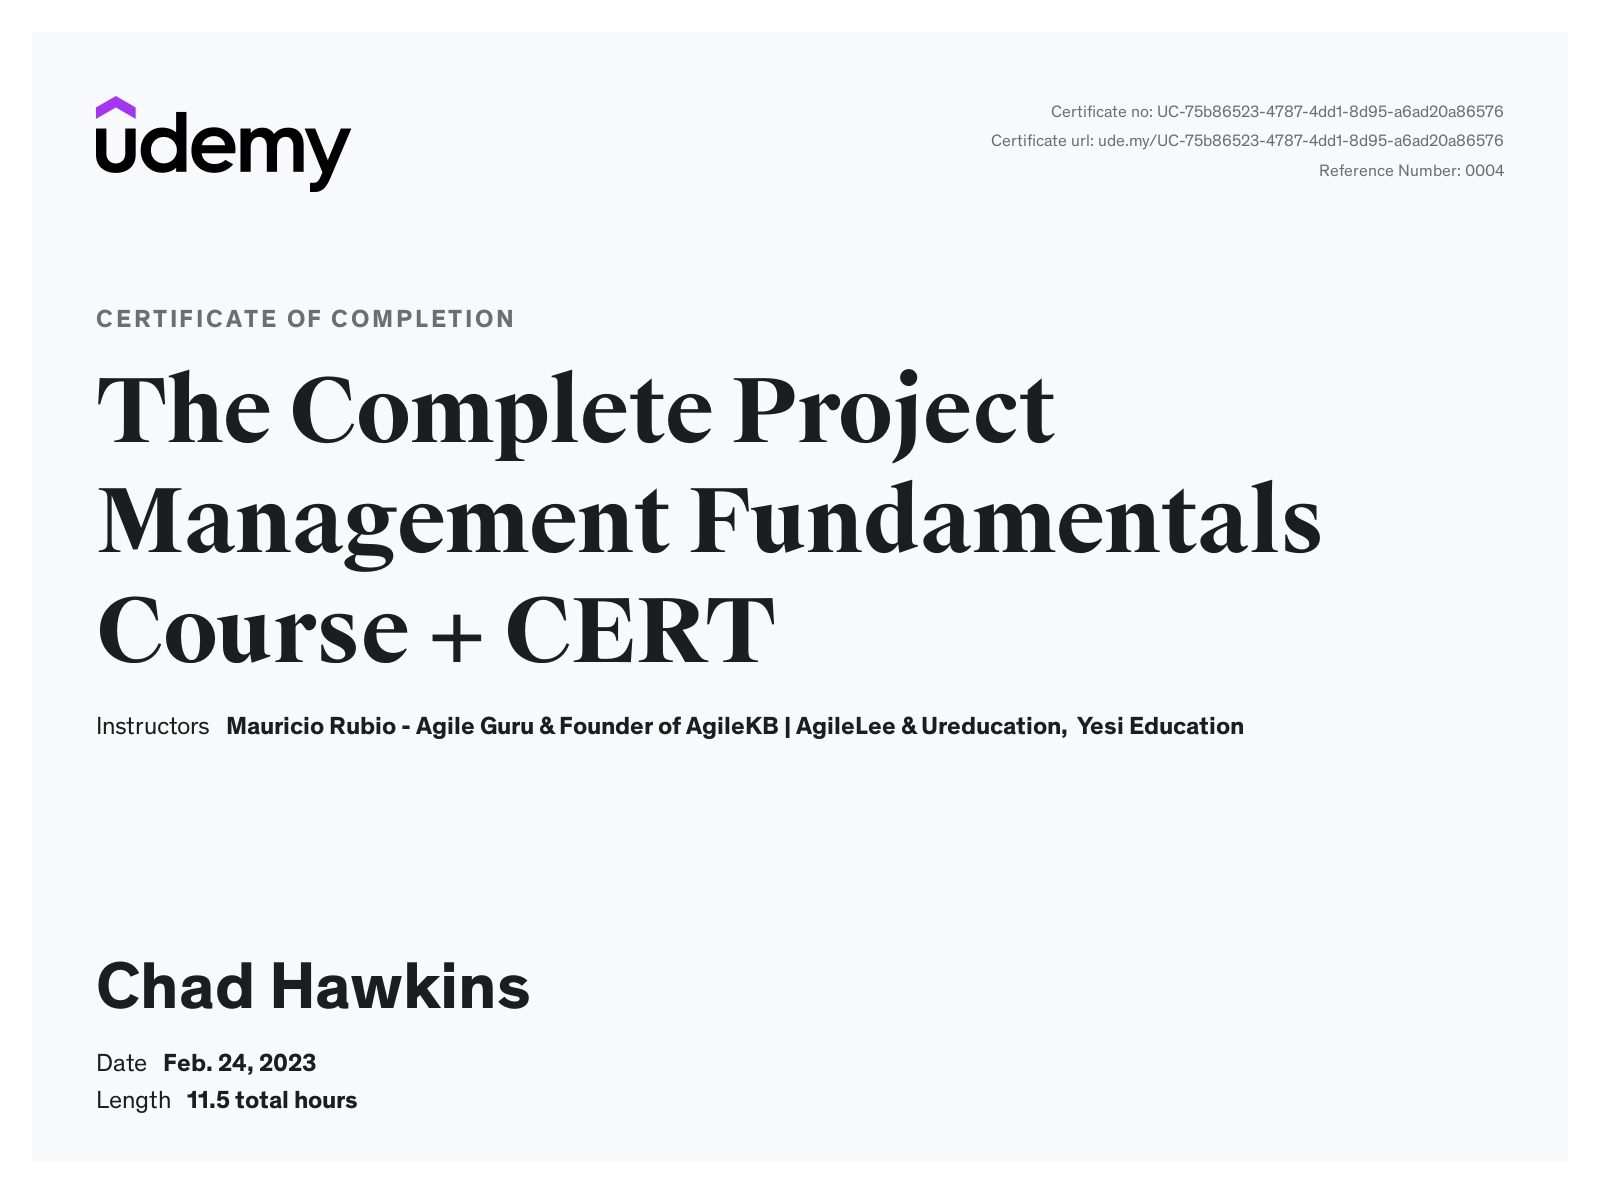 udemy
Certificate no: UC-75b86523-4787-4dd1-8d95-a6ad20a86576
Certificate url: ude.my/UC-75b86523-4787-4dd1-8d95-a6ad20a86576
Reference Number: 0004
CERTIFICATE OF COMPLETION
The Complete Project
Management Fundamentals
Course + CERT
Instructors Mauricio Rubio - Agile Guru & Founder of AgileKB | AgileLee & Ureducation, Yesi Education
Chad Hawkins
Date Feb. 24, 2023
Length 11.5 total hours